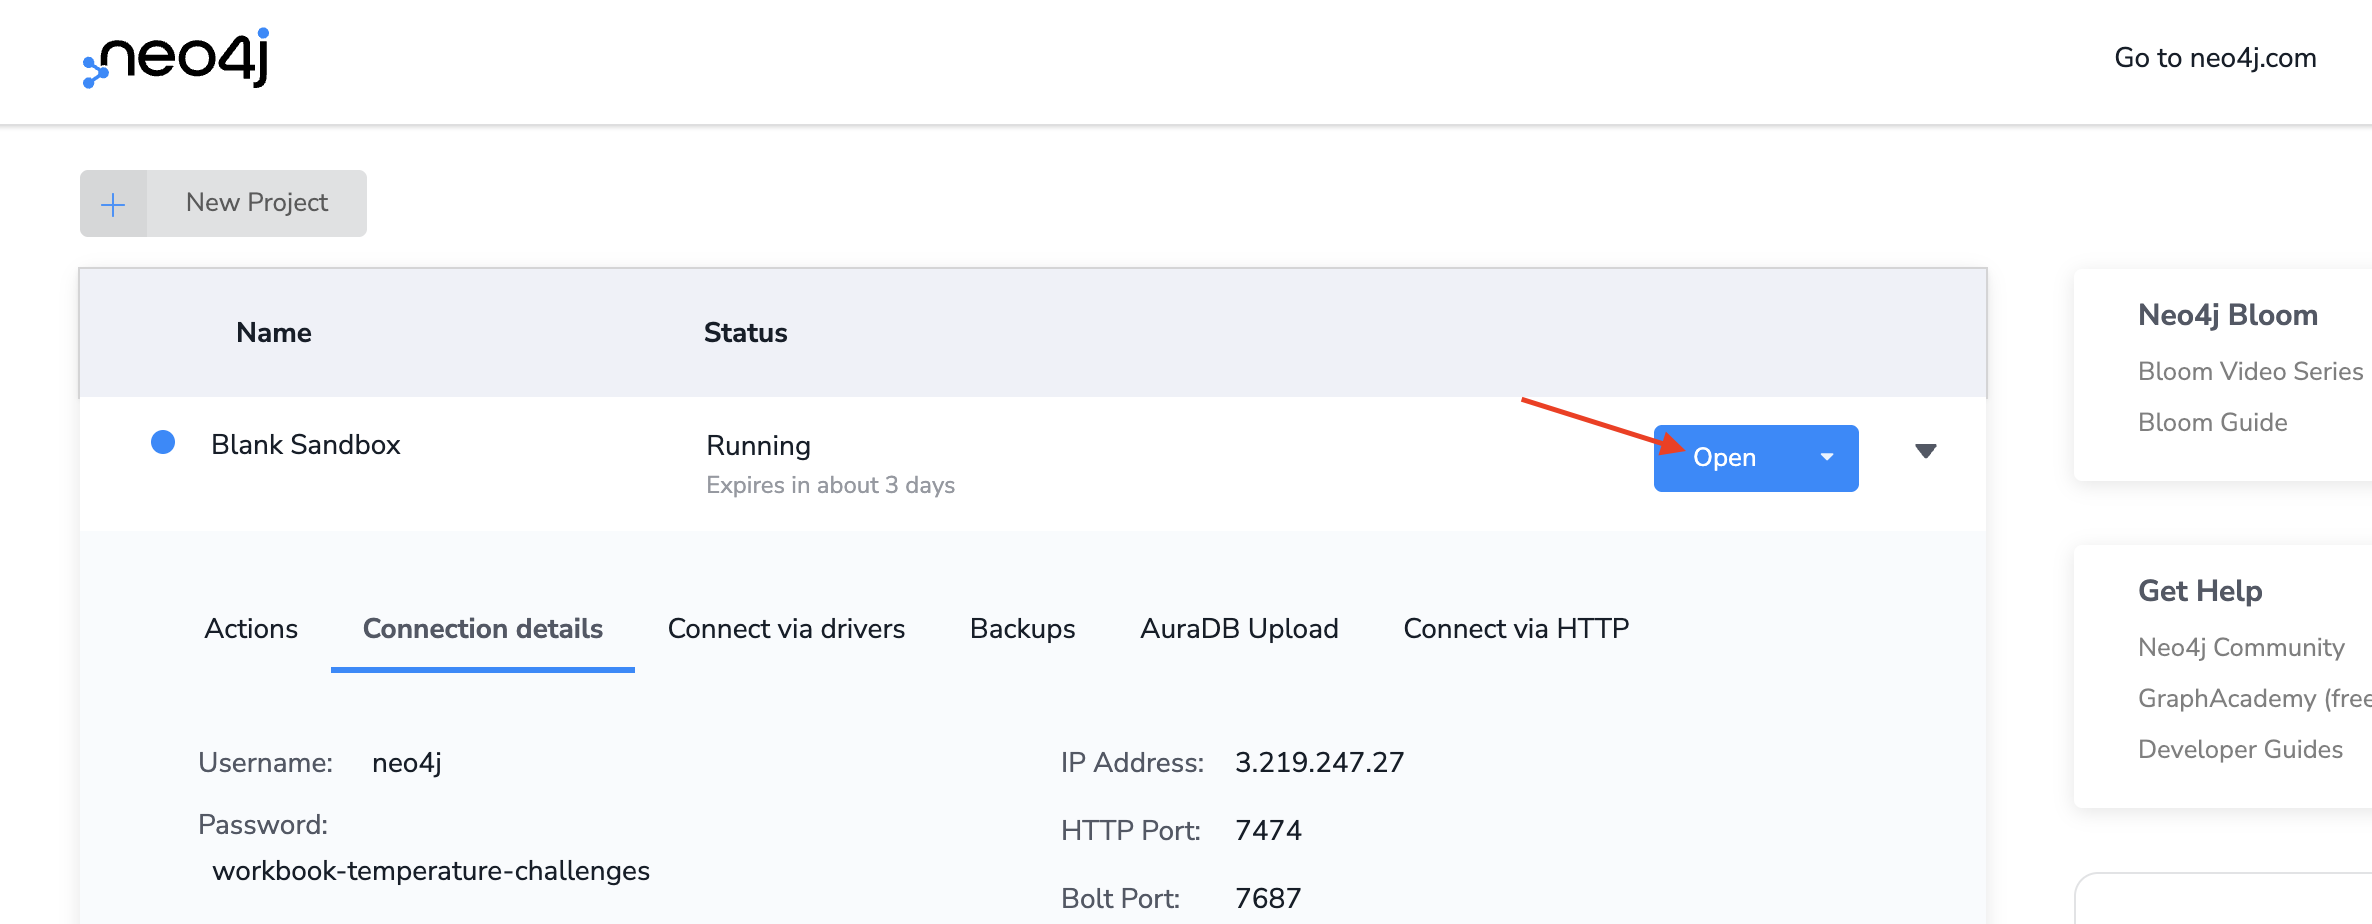 neo4j
Go to neo4j.com
+ New Project
Name
Status
Blank Sandbox
Running
Expires in about 3 days
Open
Actions
Connection details
Connect via drivers
Backups
AuraDB Upload
Connect via HTTP
Username: neo4j
Password:
workbook-temperature-challenges
IP Address: 3.219.247.27
HTTP Port: 7474
Bolt Port: 7687
Neo4j Bloom
Bloom Video Series
Bloom Guide
Get Help
Neo4j Community
GraphAcademy (free
Developer Guides